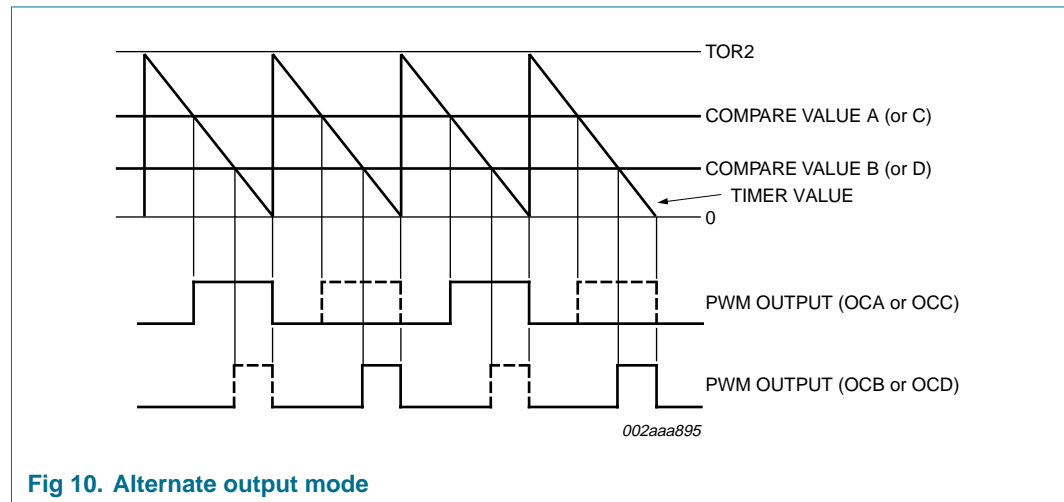 TOR2
COMPARE VALUE A (or C)
COMPARE VALUE B (or D)
TIMER VALUE
0
PWM OUTPUT (OCA or OCC)
PWM OUTPUT (OCB or OCD)
002aaa895
Fig 10. Alternate output mode